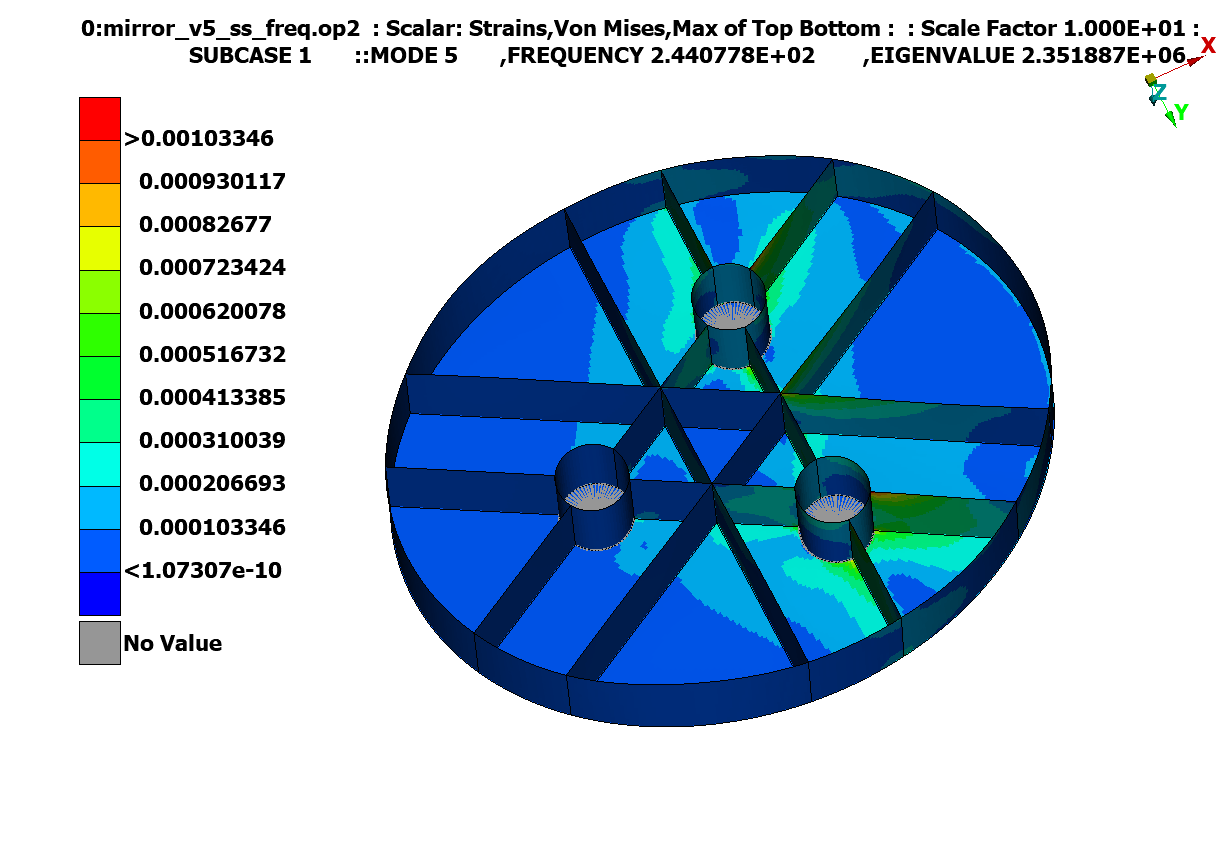 0:mirror_v5_ss_freq.op2 : Scalar: Strains,Von Mises,Max of Top Bottom : : Scale Factor 1.000E+01 :
SUBCASE 1 ::MODE 5 ,FREQUENCY 2.440778E+02 ,EIGENVALUE 2.351887E+06
X
Z
Y
>0.00103346
0.000930117
0.00082677
0.000723424
0.000620078
0.000516732
0.000413385
0.000310039
0.000206693
0.000103346
<1.07307e-10
No Value